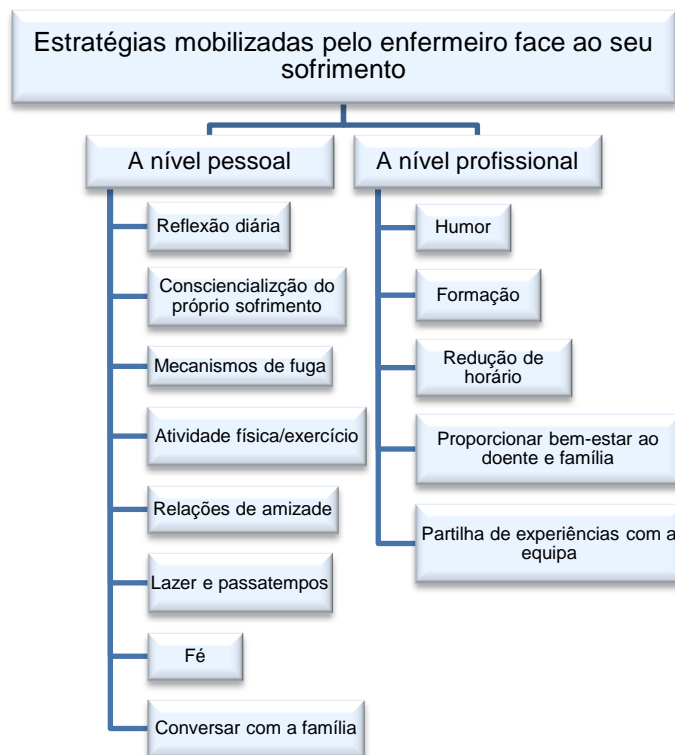 Estratégias mobilizadas pelo enfermeiro face ao seu
sofrimento
A nível pessoal
Reflexão diária
Consciencializção do
próprio sofrimento
Mecanismos de fuga
Atividade física/exercício
Relações de amizade
Lazer e passatempos
Fé
Conversar com a família
A nível profissional
Humor
Formação
Redução de
horário
Proporcionar bem-estar ao
doente e família
Partilha de experiências com a
equipa